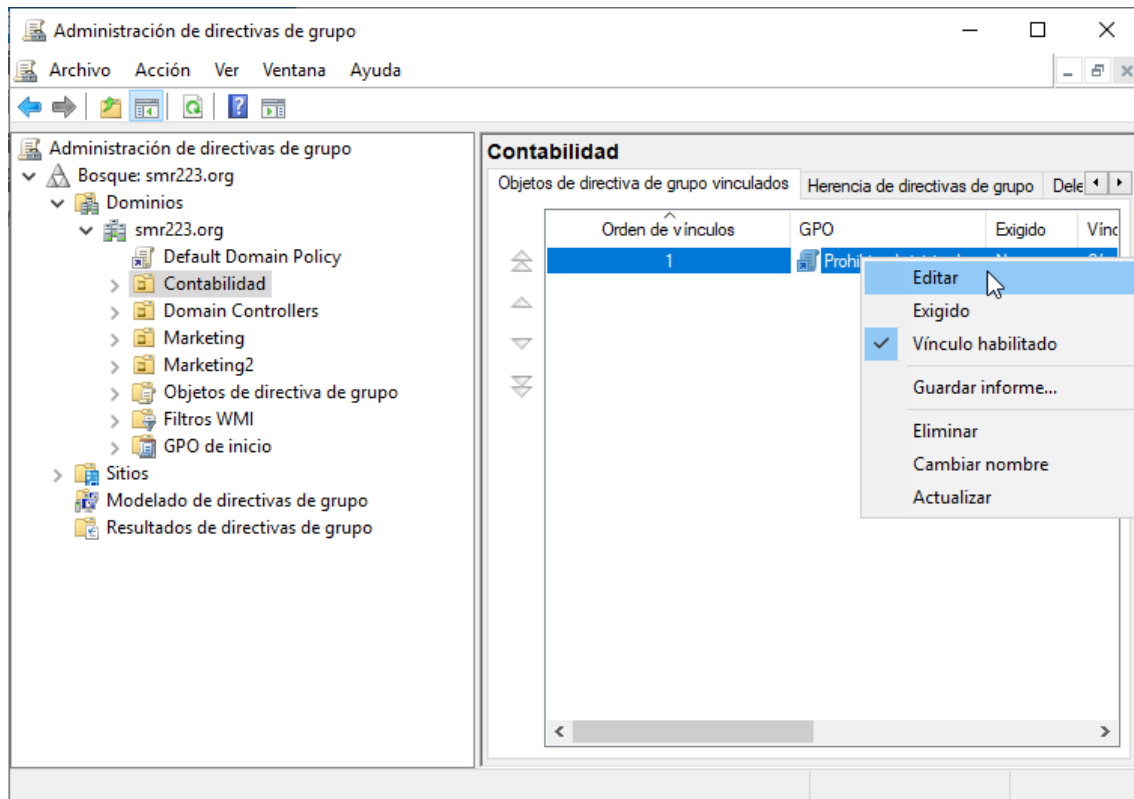 Administración de directivas de grupo
Archivo Acción Ver Ventana Ayuda
Administración de directivas de grupo
Bosque: smr223.org
Dominios
smr223.org
Default Domain Policy
Contabilidad
Domain Controllers
Marketing
Marketing2
Objetos de directiva de grupo
Filtros WMI
GPO de inicio
Sitios
Modelado de directivas de grupo
Resultados de directivas de grupo
Contabilidad
Objetos de directiva de grupo vinculados Herencia de directivas de grupo Dele
Orden de vínculos GPO Exigido Vínc
1 Prohi
Editar
Exigido
Vínculo habilitado
Guardar informe...
Eliminar
Cambiar nombre
Actualizar